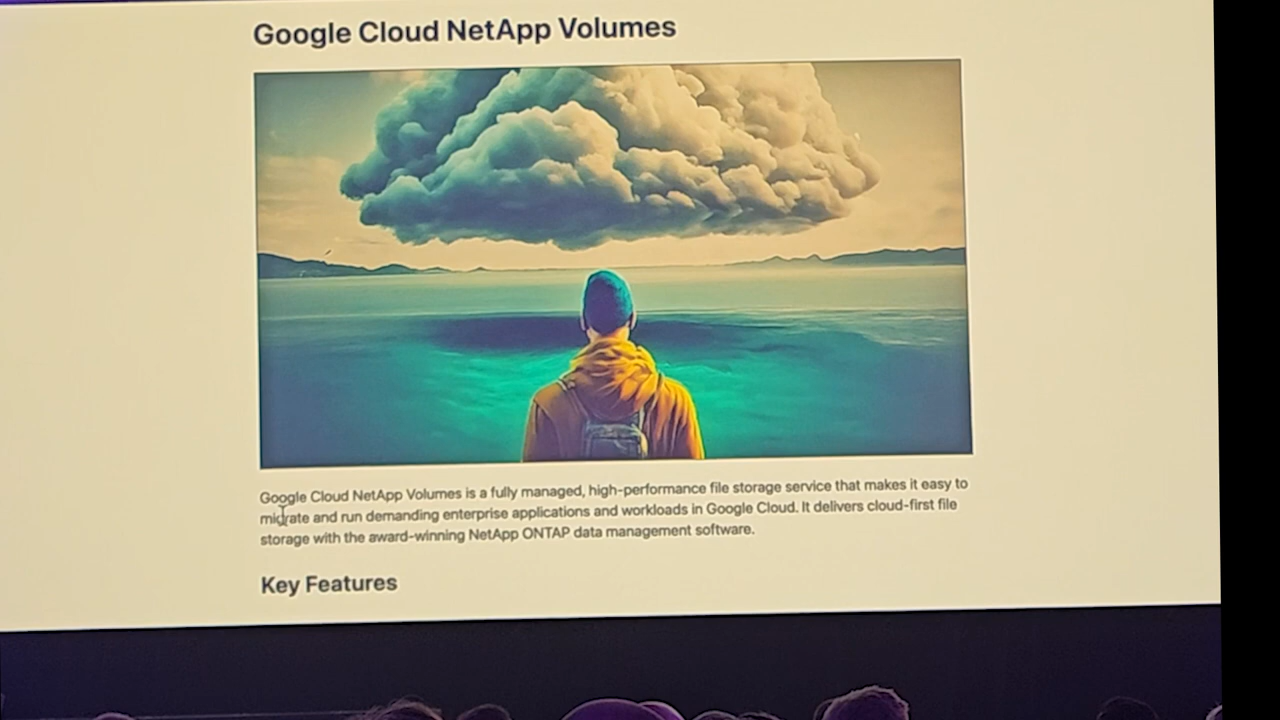 Google Cloud NetApp Volumes
Google Cloud NetApp Volumes is a fully managed, high-performance file storage service that makes it easy to
migrate and run demanding enterprise applications and workloads in Google Cloud. It delivers cloud-first file
storage with the award-winning NetApp ONTAP data management software.
Key Features